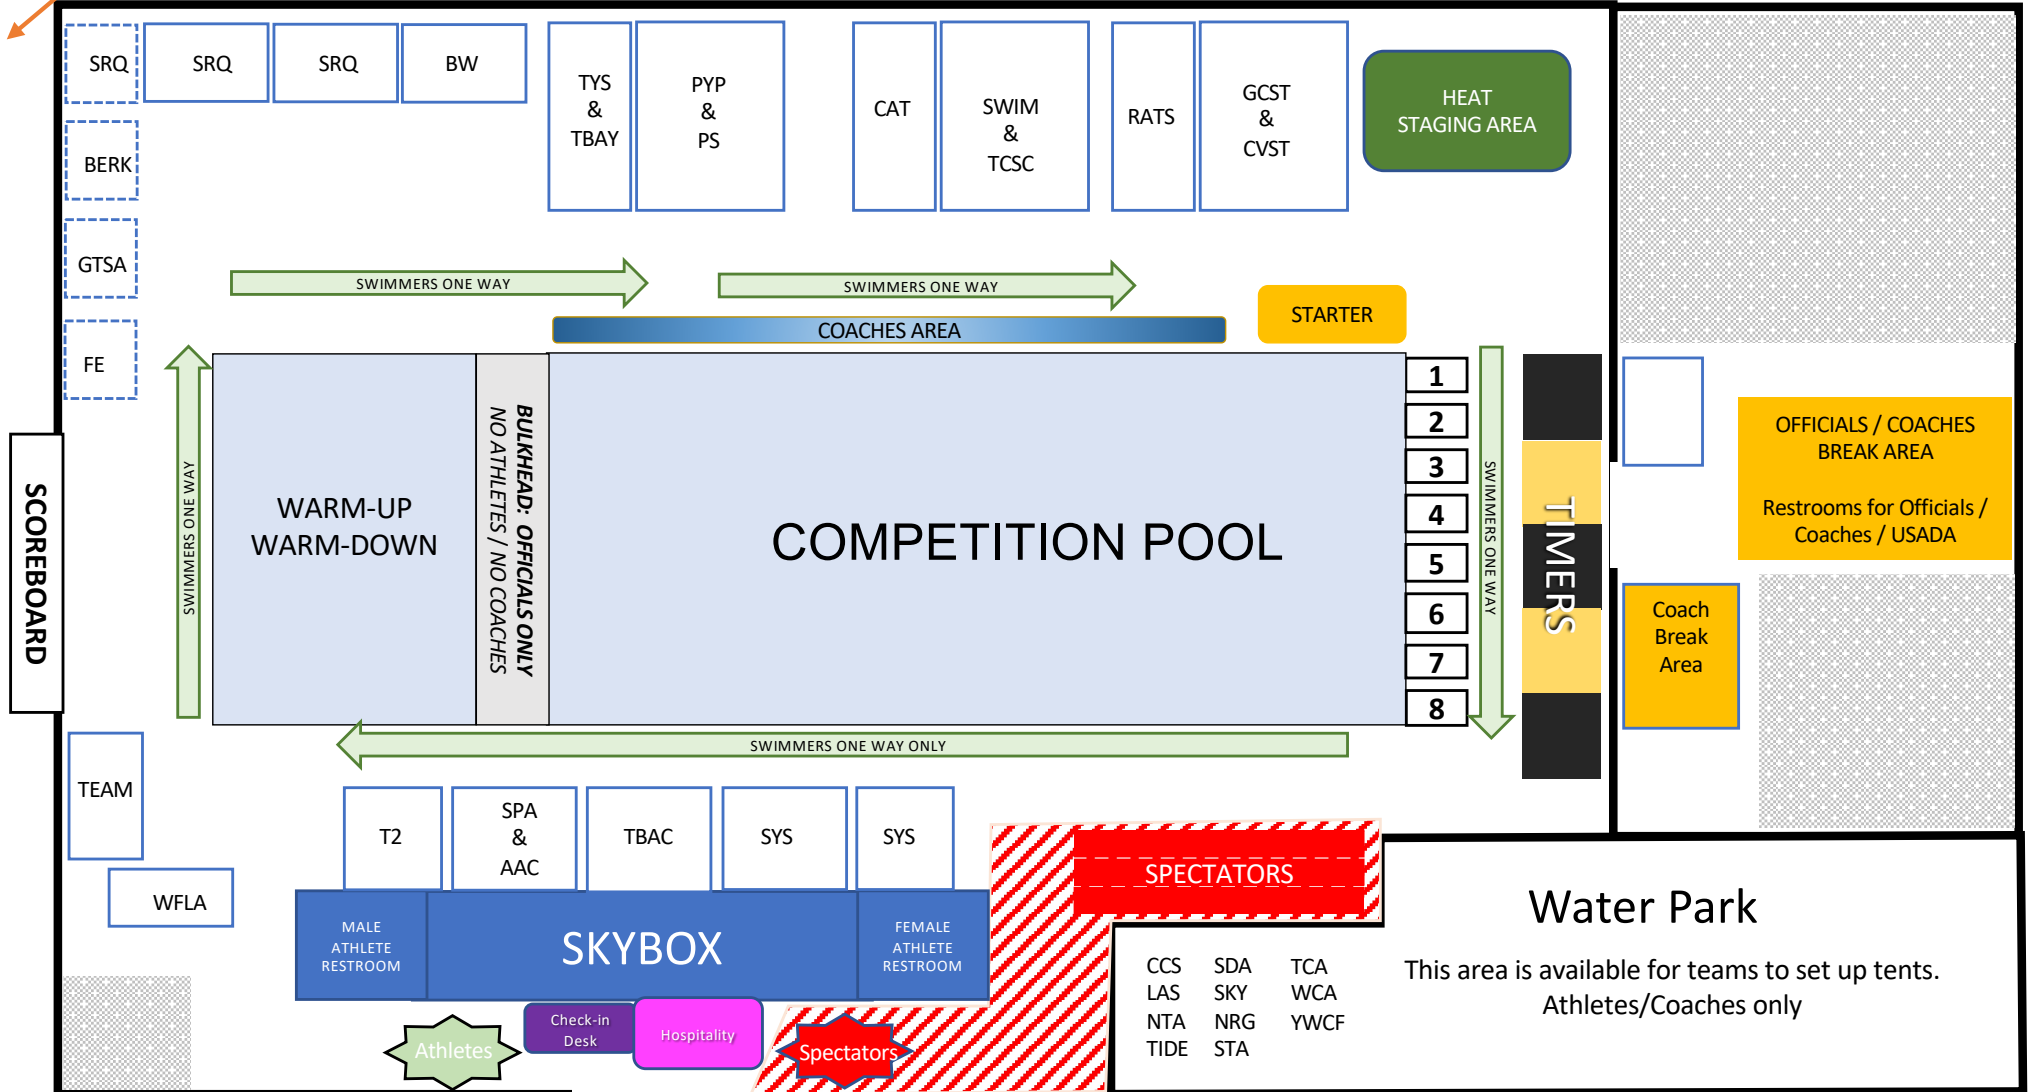 SRQ
SRQ
SRQ
BW
TYS
&
TBAY
PYP
&
PS
CAT
SWIM
&
TCSC
RATS
GCST
&
CVST
HEAT
STAGING AREA
BERK
GTSA
FE
SWIMMERS ONE WAY
SWIMMERS ONE WAY
COACHES AREA
STARTER
SCOREBOARD
SWIMMERS ONE WAY
WARM-UP
WARM-DOWN
BULKHEAD: OFFICIALS ONLY
NO ATHLETES / NO COACHES
COMPETITION POOL
1
2
3
4
5
6
7
8
SWIMMERS ONE WAY
TIMERS
OFFICIALS / COACHES
BREAK AREA
Restrooms for Officials /
Coaches / USADA
Coach
Break
Area
SWIMMERS ONE WAY ONLY
TEAM
WFLA
T2
SPA
&
AAC
TBAC
SYS
SYS
MALE
ATHLETE
RESTROOM
SKYBOX
FEMALE
ATHLETE
RESTROOM
SPECTATORS
Athletes
Check-in
Desk
Hospitality
Spectators
CCS SDA TCA
LAS SKY WCA
NTA NRG YWCF
TIDE STA
Water Park
This area is available for teams to set up tents.
Athletes/Coaches only